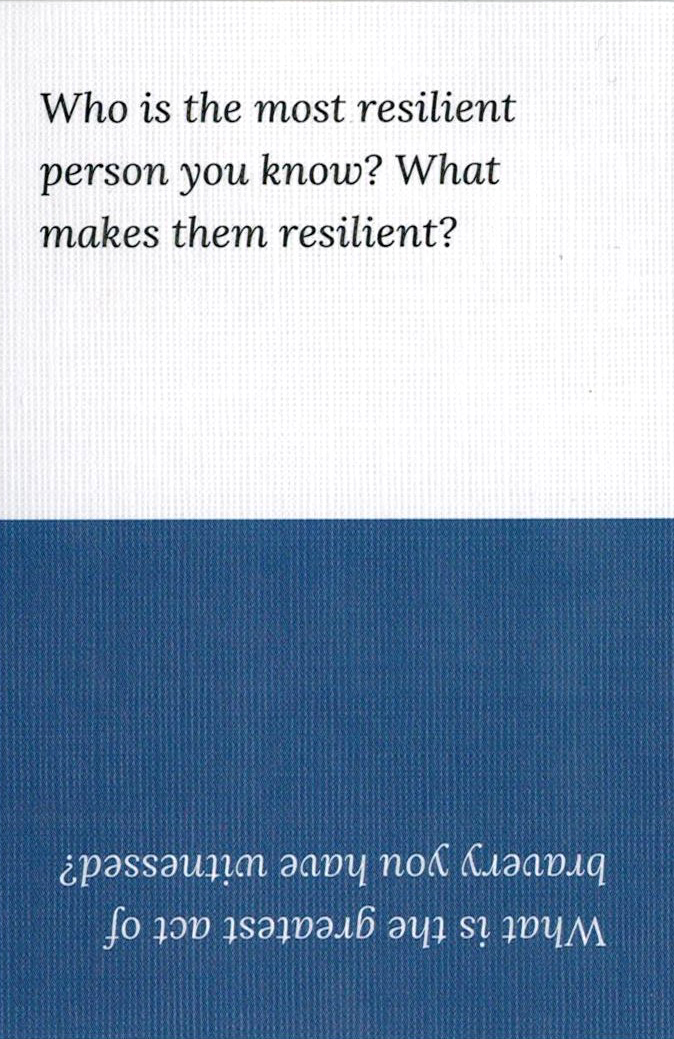 Who is the most resilient
person you know? What
makes them resilient?
What is the greatest act of
bravery you have witnessed?